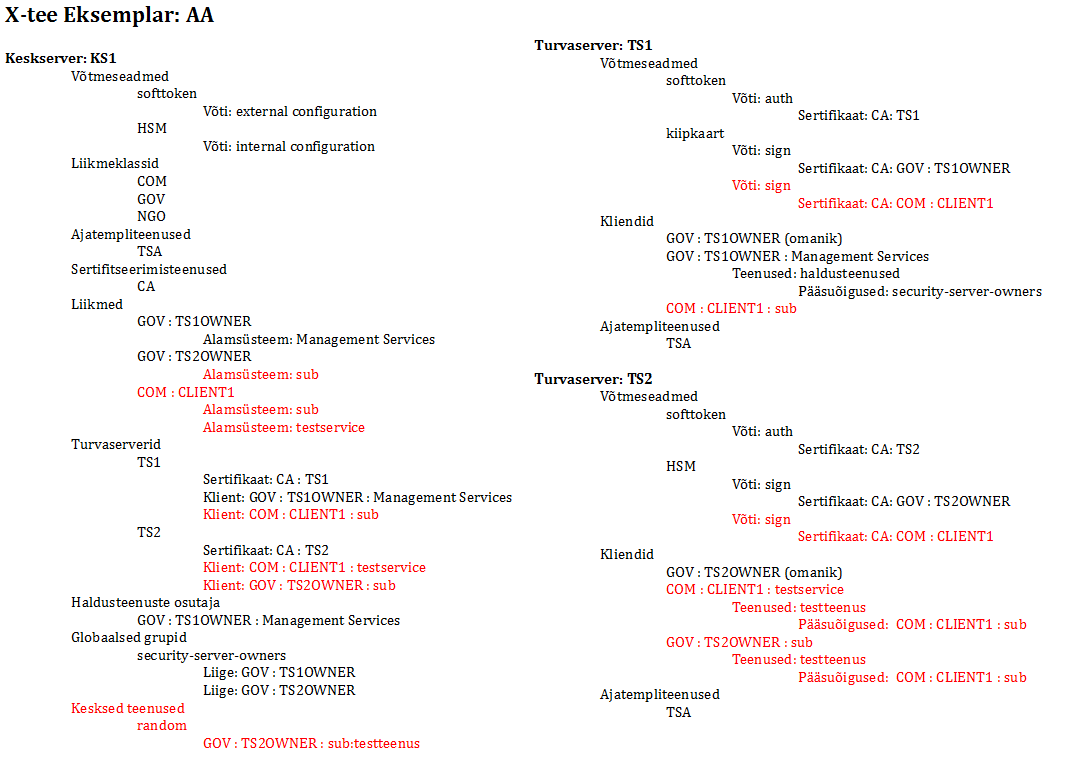 X-tee Eksemplar: AA
Keskserver: KS1
Võtmeseadmed
softtoken
Võti: external configuration
HSM
Võti: internal configuration
Liikmeklassid
COM
GOV
NGO
Ajatempliteenused
TSA
Sertifitseerimisteenused
CA
Liikmed
GOV : TS1OWNER
Alamsüsteem: Management Services
GOV : TS2OWNER
Alamsüsteem: sub
COM : CLIENT1
Alamsüsteem: sub
Alamsüsteem: testservice
Turvaserverid
TS1
Sertifikaat: CA : TS1
Klient: GOV : TS1OWNER : Management Services
Klient: COM : CLIENT1 : sub
TS2
Sertifikaat: CA : TS2
Klient: COM : CLIENT1 : testservice
Klient: GOV : TS2OWNER : sub
Haldusteenuste osutaja
GOV : TS1OWNER : Management Services
Globaalsed grupid
security-server-owners
Liige: GOV : TS1OWNER
Liige: GOV : TS2OWNER
Kesksed teenused
random
GOV : TS2OWNER : sub:testteenus
Turvaserver: TS1
Võtmeseadmed
softtoken
Võti: auth
Sertifikaat: CA: TS1
kiipkaart
Võti: sign
Sertifikaat: CA: GOV : TS1OWNER
Võti: sign
Sertifikaat: CA: COM : CLIENT1
Kliendid
GOV : TS1OWNER (omanik)
GOV : TS1OWNER : Management Services
Teenused: haldusteenused
Pääsuõigused: security-server-owners
COM : CLIENT1 : sub
Ajatempliteenused
TSA
Turvaserver: TS2
Võtmeseadmed
softtoken
Võti: auth
Sertifikaat: CA: TS2
HSM
Võti: sign
Sertifikaat: CA: GOV : TS2OWNER
Võti: sign
Sertifikaat: CA: COM : CLIENT1
Kliendid
GOV : TS2OWNER (omanik)
COM : CLIENT1 : testservice
Teenused: testteenus
Pääsuõigused:  COM : CLIENT1 : sub
GOV : TS2OWNER : sub
Teenused: testteenus
Pääsuõigused:  COM : CLIENT1 : sub
Ajatempliteenused
TSA